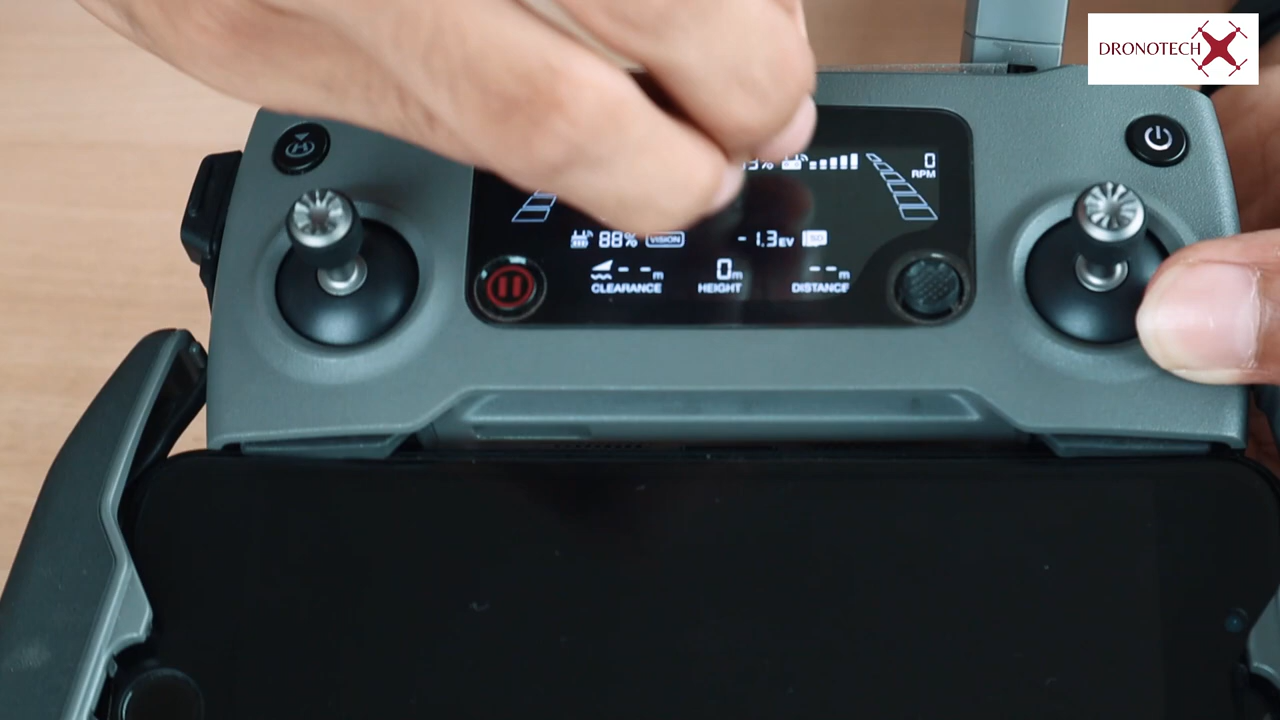 DRONOTECH
0
RPM
88% VISION -1.3EV
--m 0m --m
CLEARANCE HEIGHT DISTANCE